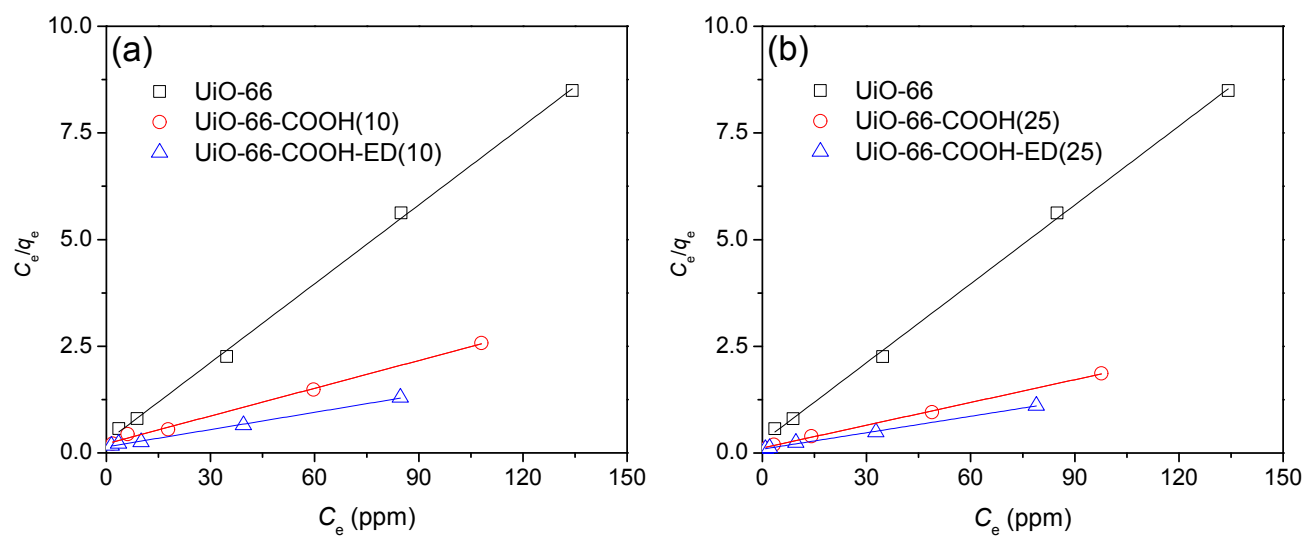 (a)
UiO-66
UiO-66-COOH(10)
UiO-66-COOH-ED(10)
10.0
7.5
5.0
2.5
0.0
Ce/qe
0 30 60 90 120 150
Ce (ppm)
(b)
UiO-66
UiO-66-COOH(25)
UiO-66-COOH-ED(25)
10.0
7.5
5.0
2.5
0.0
Ce/qe
0 30 60 90 120 150
Ce (ppm)